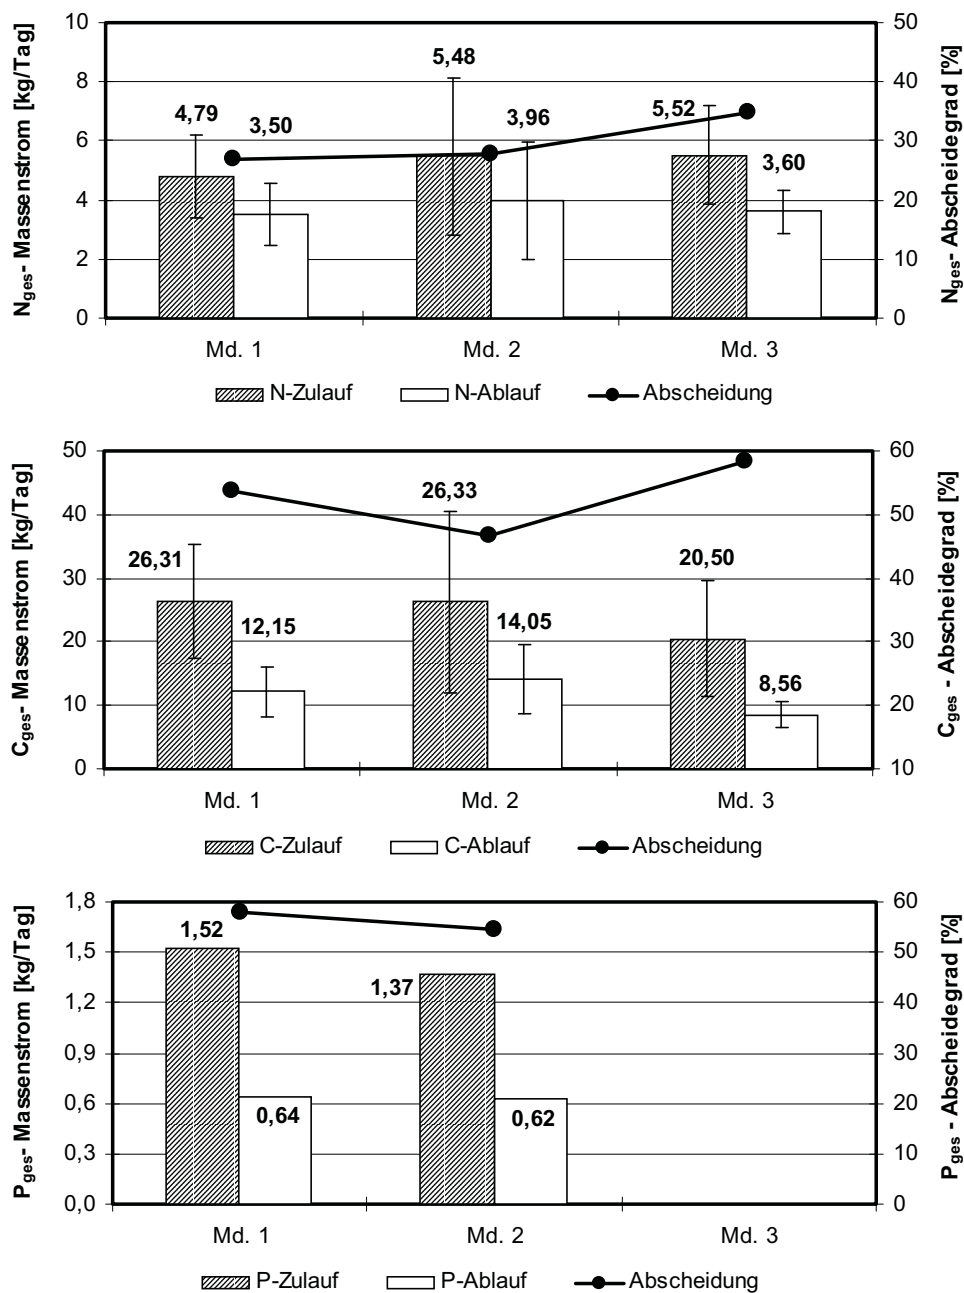 Nges- Massenstrom [kg/Tag]
10
8
6
4
2
0
4,79
3,50
5,48
3,96
5,52
3,60
50
40
30
20
10
0
Nges- Abscheidegrad [%]
Md. 1
Md. 2
Md. 3
N-Zulauf
N-Ablauf
Abscheidung
Cges- Massenstrom [kg/Tag]
50
40
30
20
10
0
26,31
12,15
26,33
14,05
20,50
8,56
60
50
40
30
20
10
Cges - Abscheidegrad [%]
Md. 1
Md. 2
Md. 3
C-Zulauf
C-Ablauf
Abscheidung
Pges- Massenstrom [kg/Tag]
1,8
1,5
1,2
0,9
0,6
0,3
0,0
1,52
0,64
1,37
0,62
60
50
40
30
20
10
0
Pges - Abscheidegrad [%]
Md. 1
Md. 2
Md. 3
P-Zulauf
P-Ablauf
Abscheidung